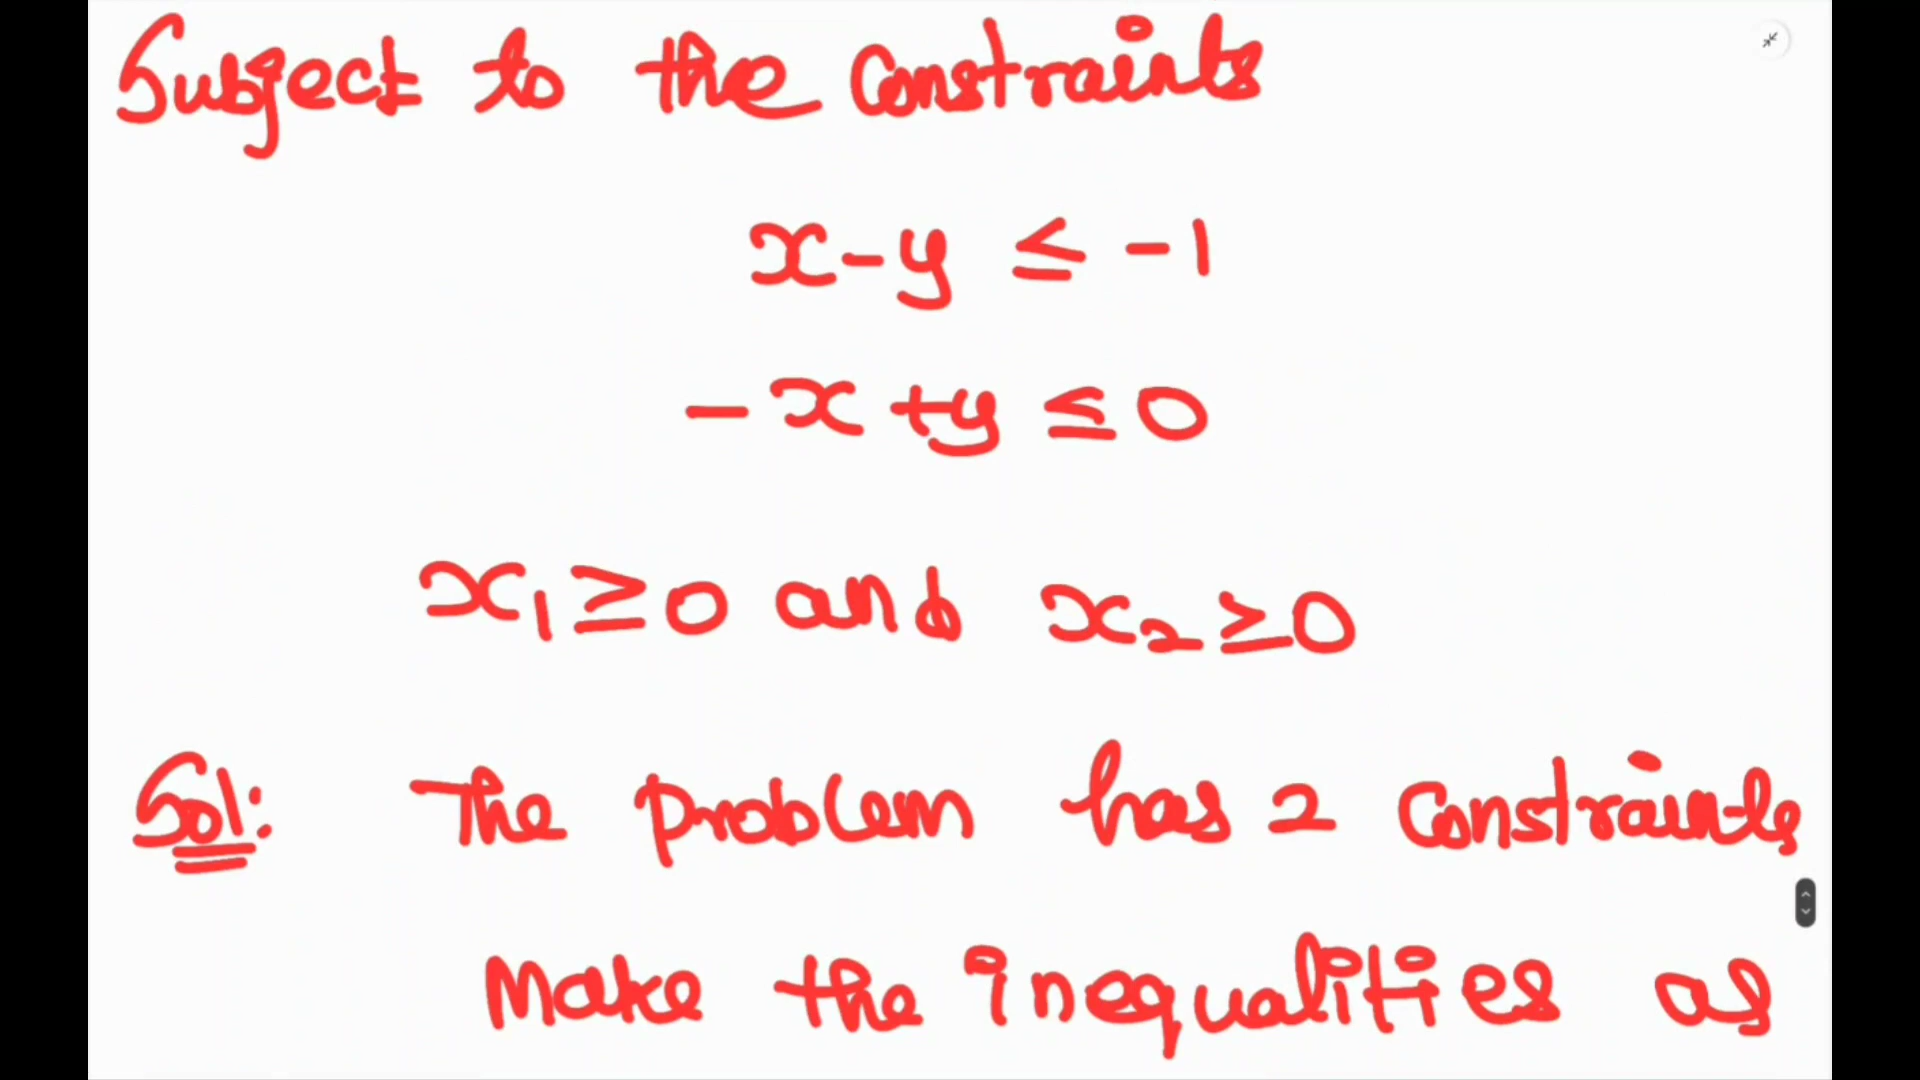 Subject to the Constraints
x-y ≤ -1
-x+y ≤ 0
x₁ ≥ 0 and x₂ ≥ 0
Sol: The problem has 2 Constraints
Make the inequalities as